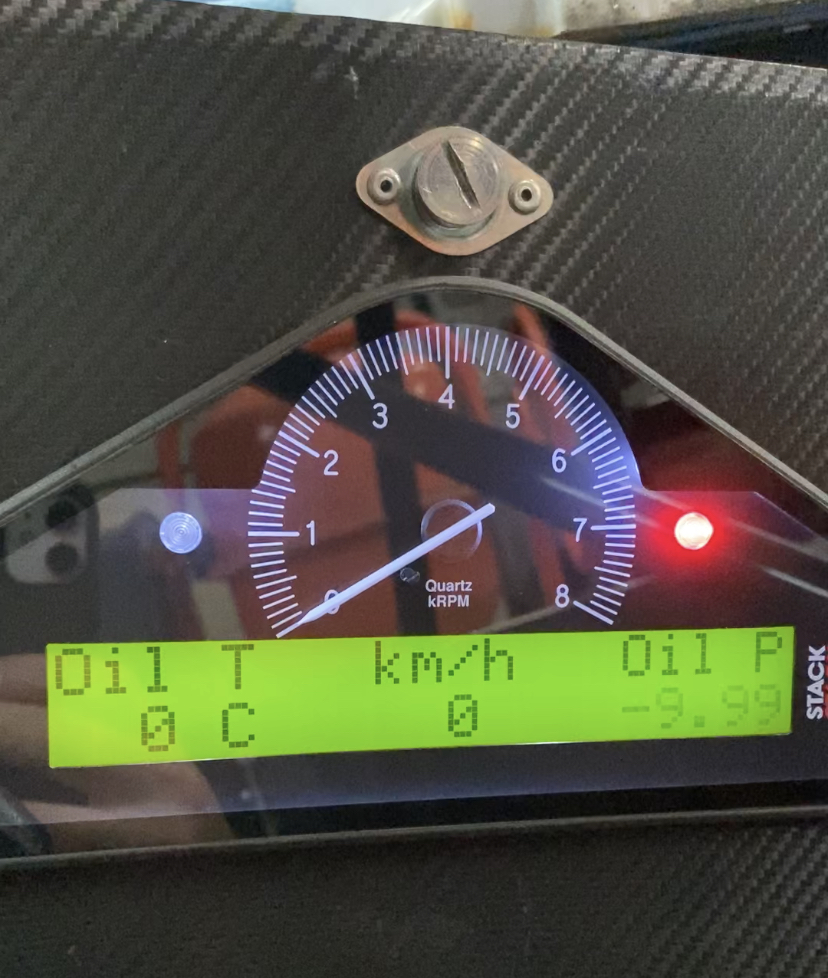 4
3 5
2 6
1 7
0 8
Quartz
kRPM
Oil T km/h Oil P
0 C 0 -9.99
STACK